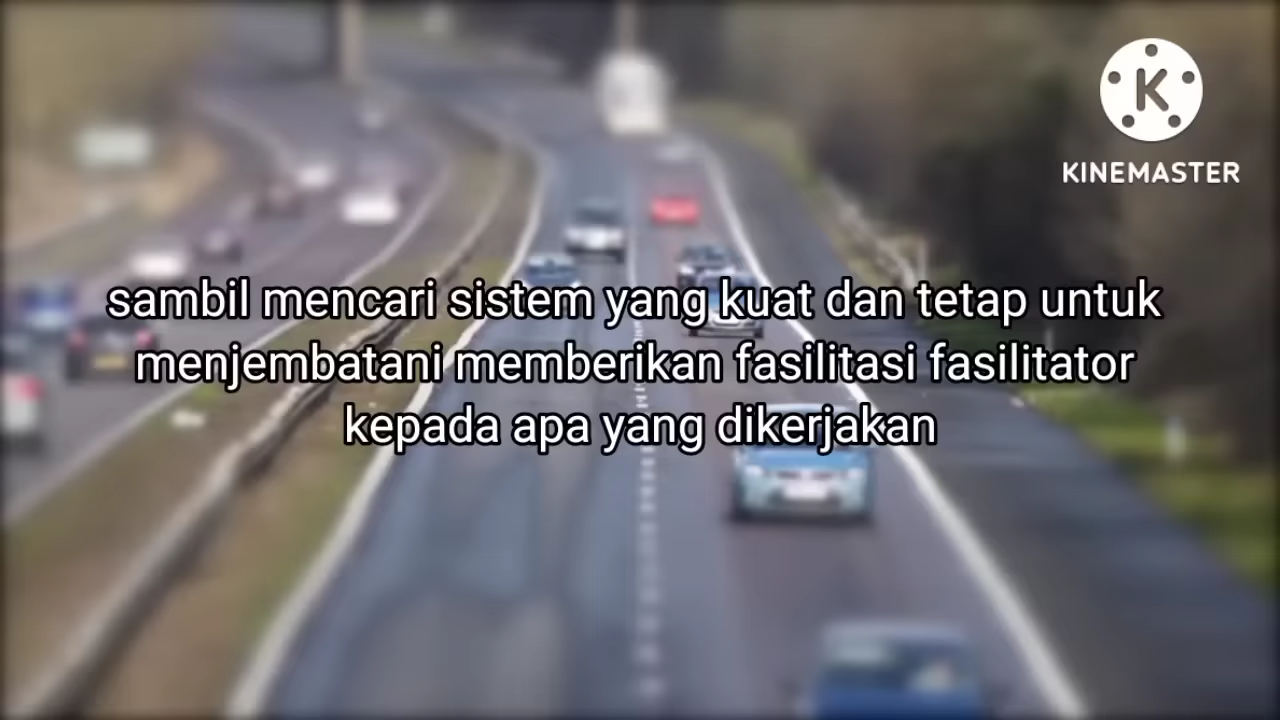 KINEMASTER
sambil mencari sistem yang kuat dan tetap untuk
menjembatani memberikan fasilitasi fasilitator
kepada apa yang dikerjakan